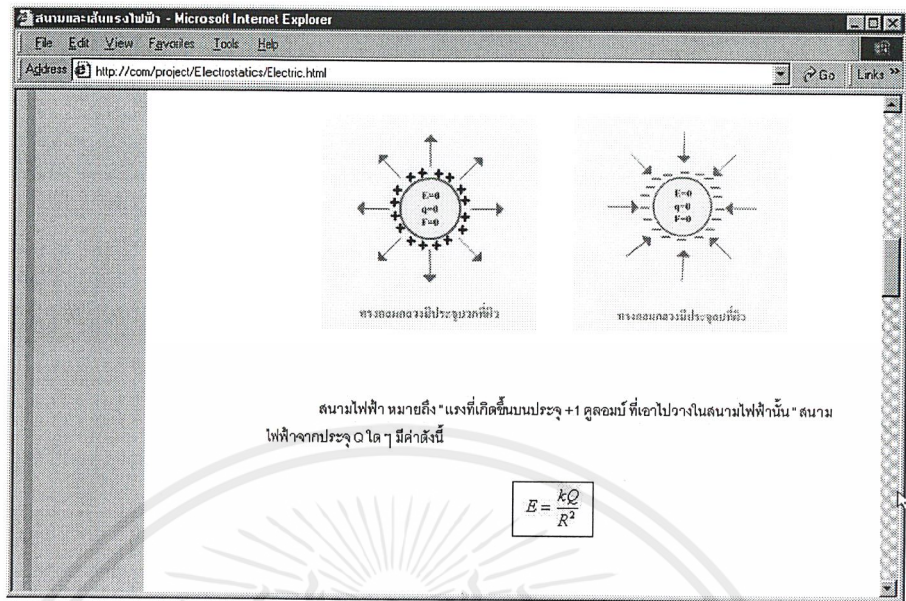 สนามและเส้นแรงไฟฟ้า - Microsoft Internet Explorer
File Edit View Favorites Tools Help
Address http://com/project/Electrostatics/Electric.html Go Links »
E=0
q=0
F=0
E=0
q=0
F=0
ทรงกลมกลวงมีประจุบวกที่ผิว
ทรงกลมกลวงมีประจุลบที่ผิว
สนามไฟฟ้า หมายถึง "แรงที่เกิดขึ้นบนประจุ +1 คูลอมบ์ ที่เอาไปวางในสนามไฟฟ้านั้น" สนาม
ไฟฟ้าจากประจุ Q ใด ๆ มีค่าดังนี้
E = kQ/R²